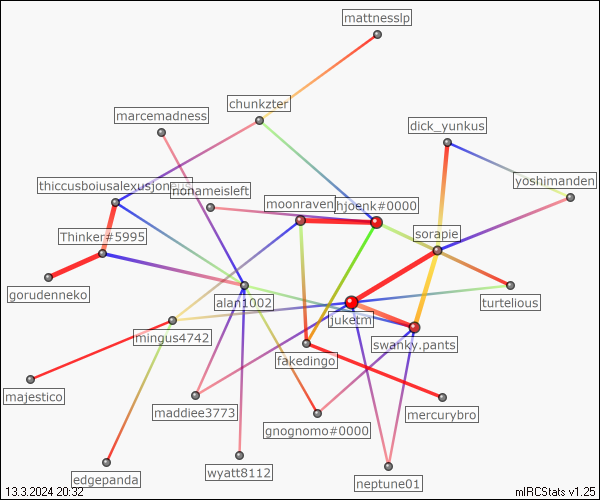 mattnesslp
chunkzter
marcemadness
dick_yunkus
yoshimanden
nonameisleft
moonraven
hjoenk#0000
sorapie
Thinker#5995
gorudenneko
alan1002
turtelious
juketm
mingus4742
swanky.pants
fakedingo
majestico
maddiee3773
mercurybro
gnognomo#0000
edgepanda
wyatt8112
neptune01
13.3.2024 20:32
mIRCStats v1.25